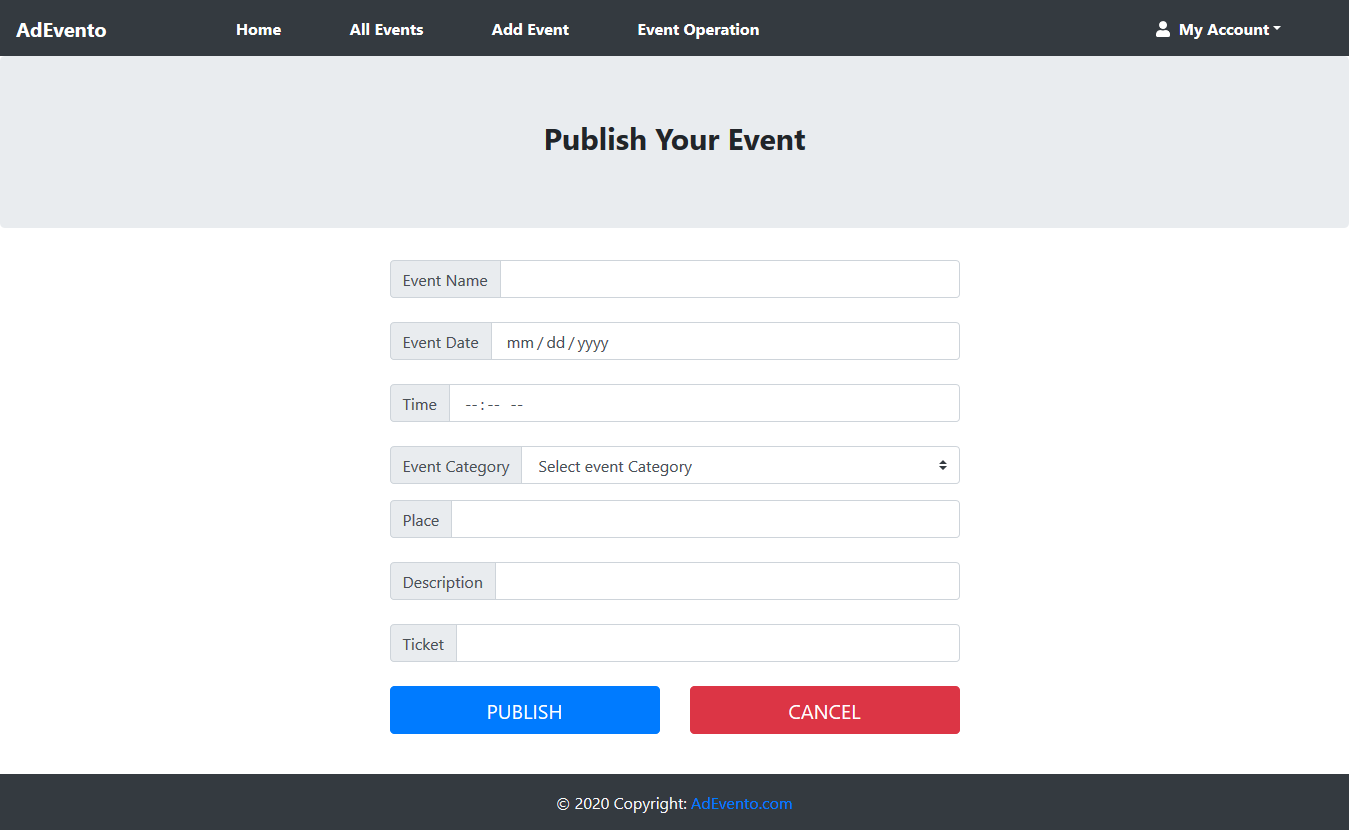 AdEvento Home All Events Add Event Event Operation My Account
Publish Your Event
Event Name
Event Date mm/dd/yyyy
Time --:-- --
Event Category Select event Category
Place
Description
Ticket
PUBLISH CANCEL
© 2020 Copyright: AdEvento.com